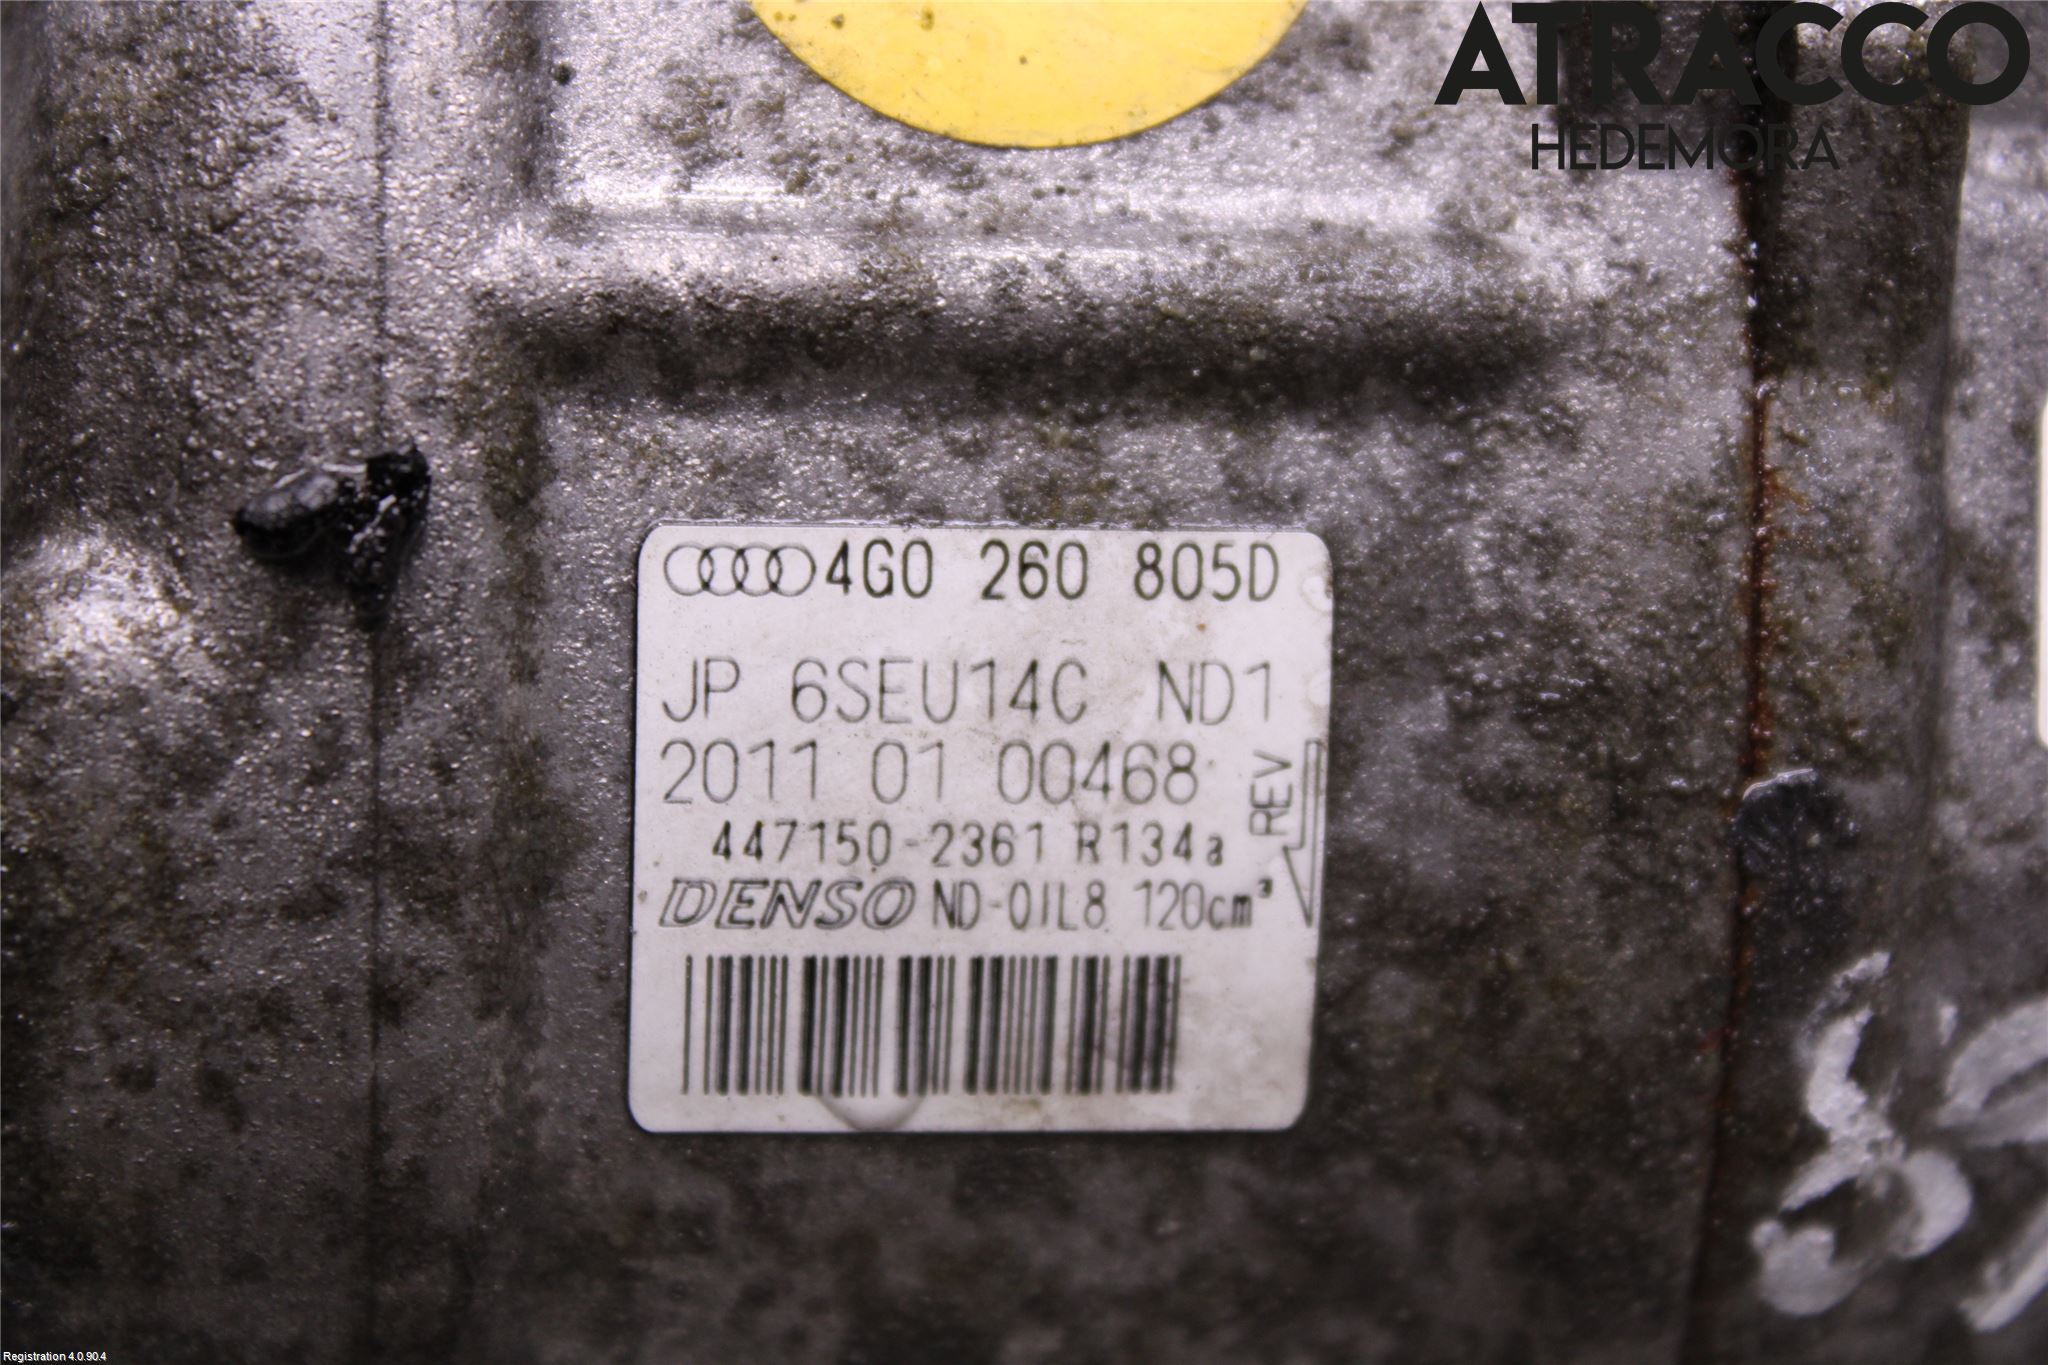 ATRACCO
HEDEMORA
4G0 260 805D
JP 6SEU14C ND1
2011 01 00468
REV
447150-2361 R134a
DENSO ND-OIL8 120cm³
Registration 4.0.90.4